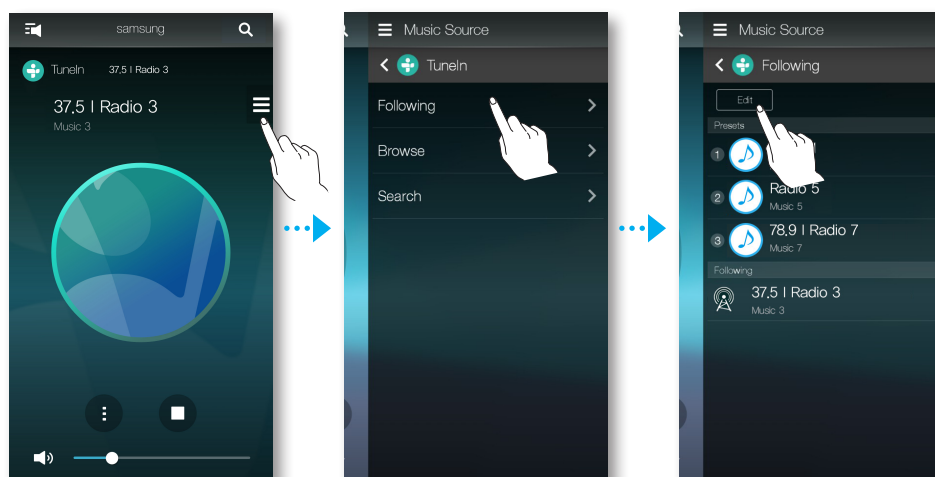 samsung
TuneIn 37,5 I Radio 3
37,5 I Radio 3
Music 3
Music Source
TuneIn
Following
Browse
Search
Music Source
Following
Edit
Presets
1
2 Radio 5
Music 5
3 78,9 I Radio 7
Music 7
Following
37,5 I Radio 3
Music 3